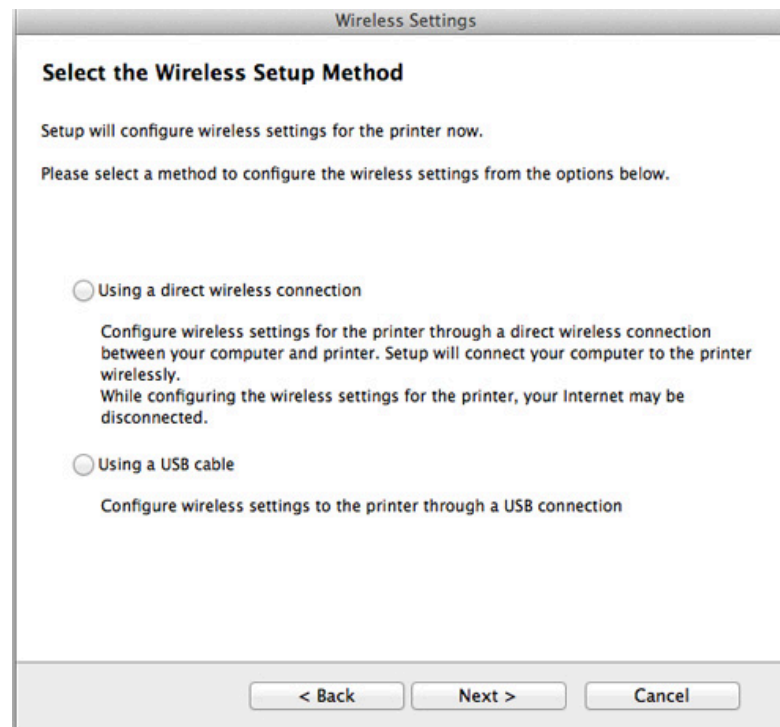 Wireless Settings
Select the Wireless Setup Method
Setup will configure wireless settings for the printer now.
Please select a method to configure the wireless settings from the options below.
Using a direct wireless connection
Configure wireless settings for the printer through a direct wireless connection
between your computer and printer. Setup will connect your computer to the printer
wirelessly.
While configuring the wireless settings for the printer, your Internet may be
disconnected.
Using a USB cable
Configure wireless settings to the printer through a USB connection
< Back Next > Cancel